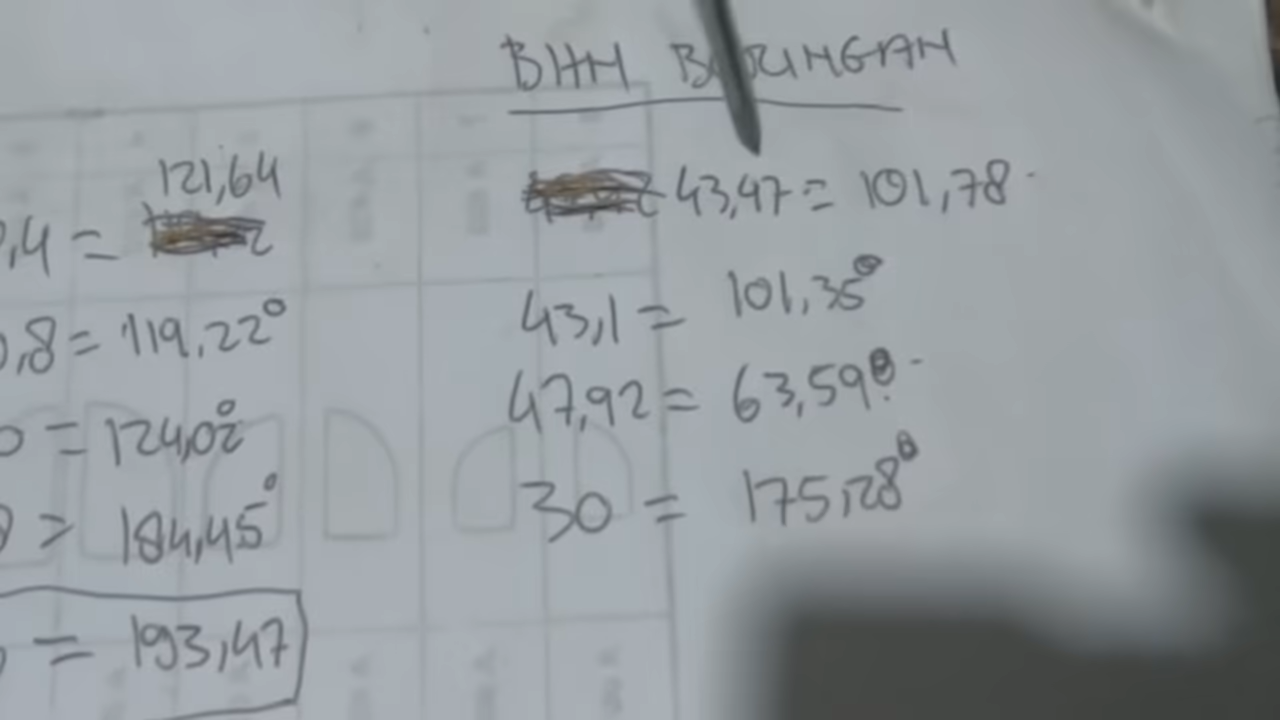 BHM
121,64
43,47 = 101,78
,4 =
43,1 = 101,35°
,8 = 119,22°
47,92 = 63,59°
0 = 124,02°
30 = 175,28°
> 184,45°
= 193,47